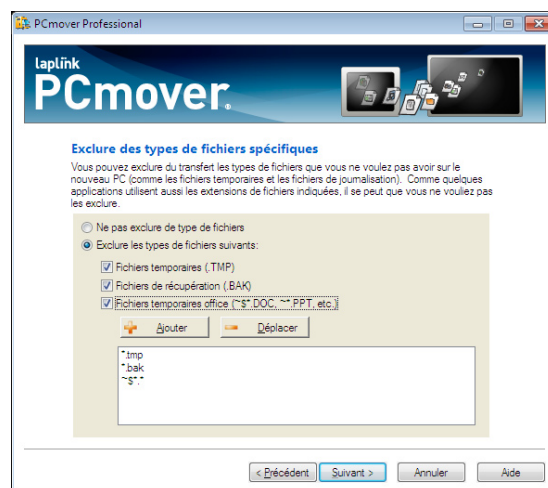 PCmover Professional
laplink
PCmover.
Exclure des types de fichiers spécifiques
Vous pouvez exclure du transfert les types de fichiers que vous ne voulez pas avoir sur le
nouveau PC (comme les fichiers temporaires et les fichiers de journalisation). Comme quelques
applications utilisent aussi les extensions de fichiers indiquées, il se peut que vous ne vouliez pas
les exclure.
Ne pas exclure de type de fichiers
Exclure les types de fichiers suivants:
Fichiers temporaires (.TMP)
Fichiers de récupération (.BAK)
Fichiers temporaires office (~$*.DOC, ~*.PPT, etc.)
Ajouter
Déplacer
*.tmp
*.bak
~$*.*
< Précédent
Suivant >
Annuler
Aide